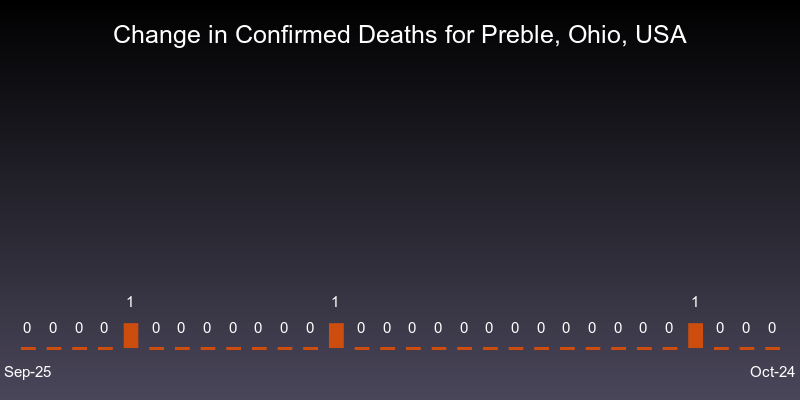 Change in Confirmed Deaths for Preble, Ohio, USA
1 1 1
0 0 0 0 0 0 0 0 0 0 0 0 0 0 0 0 0 0 0 0 0 0 0 0 0 0 0
Sep-25 Oct-24